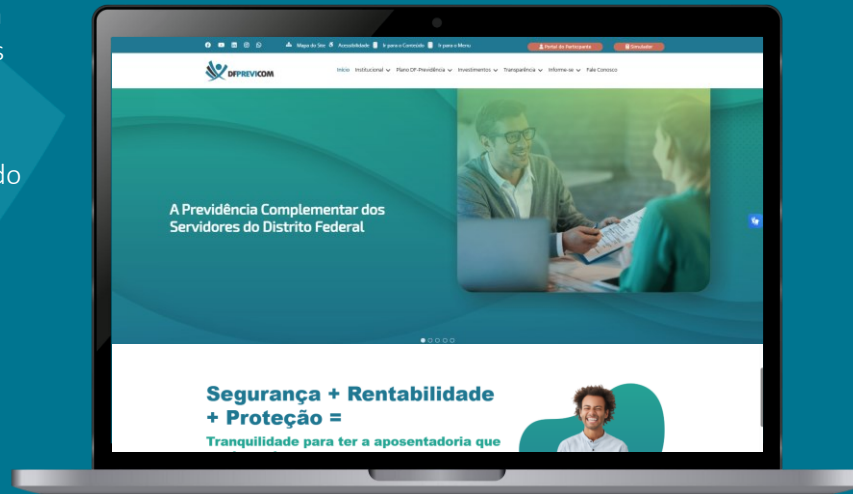 s
do
Mapa do Site Acessibilidade Ir para o Conteúdo Ir para o Menu Portal do Participante Simulador
DFPREVICOM Início Institucional Plano DF-Previdência Investimentos Transparência Informe-se Fale Conosco
A Previdência Complementar dos
Servidores do Distrito Federal
Segurança + Rentabilidade
+ Proteção =
Tranquilidade para ter a aposentadoria que